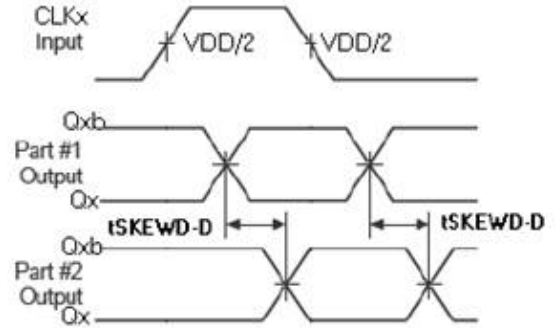 CLKx
Input
VDD/2
VDD/2
Qxb
Part #1
Output
Qx
tSKEWD-D
tSKEWD-D
Qxb
Part #2
Output
Qx